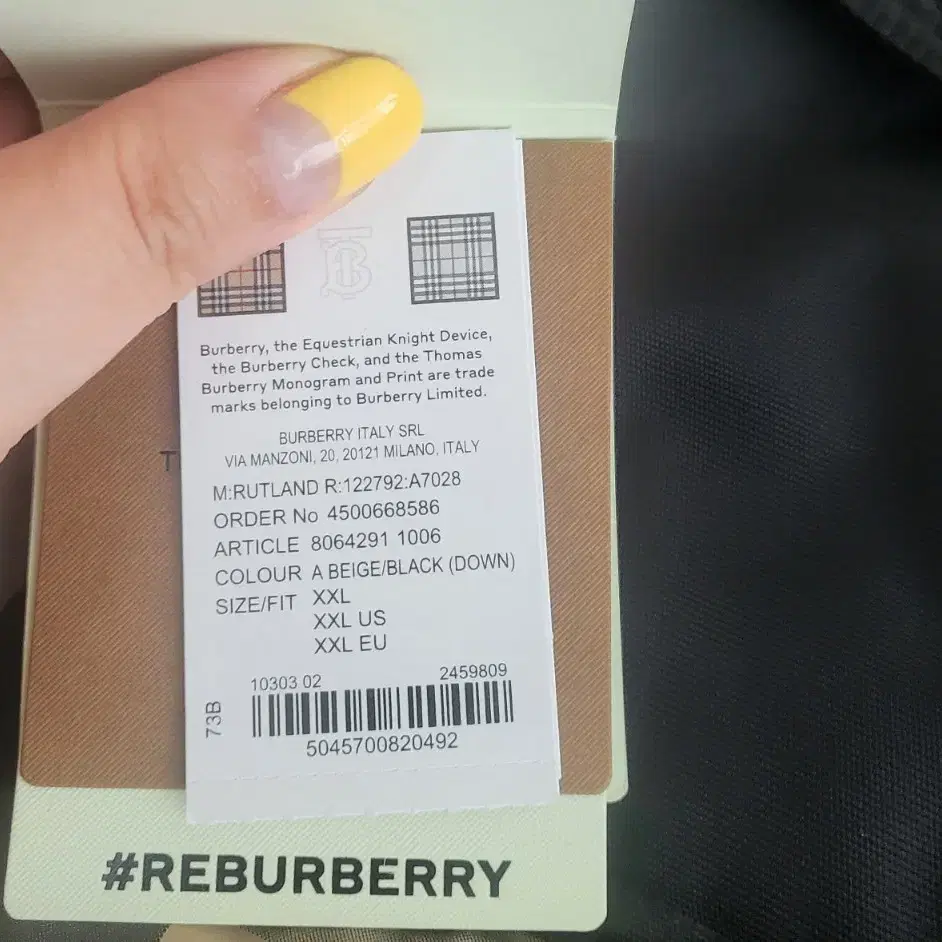 Burberry, the Equestrian Knight Device,
the Burberry Check, and the Thomas
Burberry Monogram and Print are trade
marks belonging to Burberry Limited.
BURBERRY ITALY SRL
VIA MANZONI, 20, 20121 MILANO, ITALY
T
M:RUTLAND R:122792:A7028
ORDER No 4500668586
ARTICLE 8064291 1006
COLOUR A BEIGE/BLACK (DOWN)
SIZE/FIT XXL
XXL US
XXL EU
10303 02 2459809
73B
5045700820492
#REBURBERRY